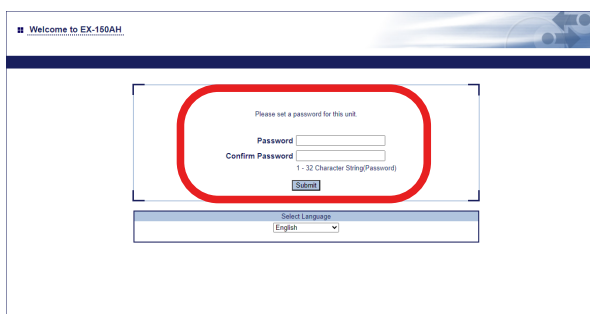 Welcome to EX-150AH
Please set a password for this unit.
Password
Confirm Password
1 - 32 Character String(Password)
Submit
Select Language
English